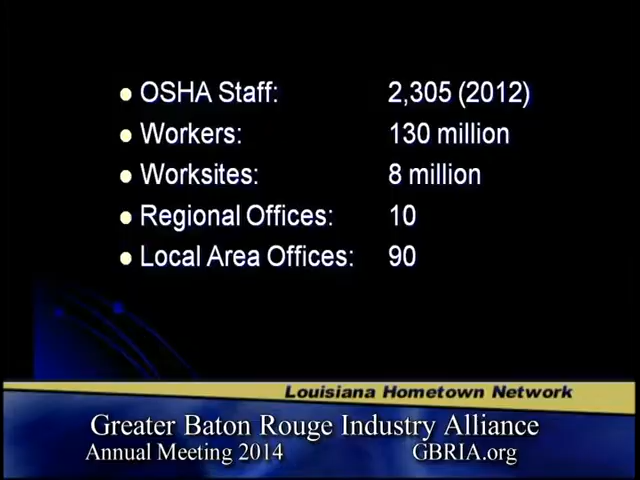 OSHA Staff: 2,305 (2012)
Workers: 130 million
Worksites: 8 million
Regional Offices: 10
Local Area Offices: 90
Louisiana Hometown Network
Greater Baton Rouge Industry Alliance
Annual Meeting 2014 GBRIA.org